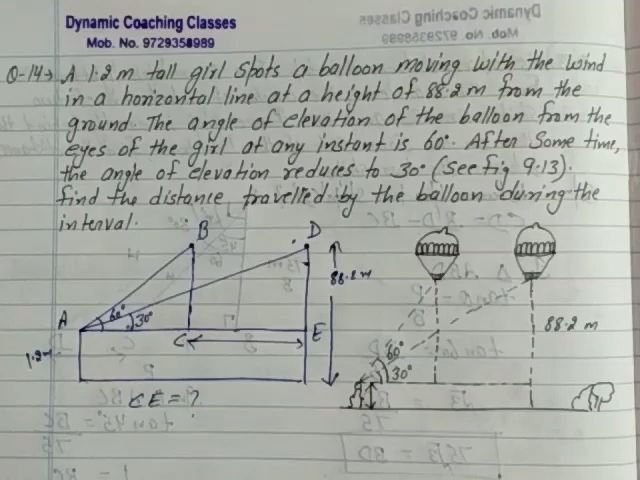 Dynamic Coaching Classes
Mob. No. 9729358989
Q-14→ A 1.2 m tall girl spots a balloon moving with the wind
in a horizontal line at a height of 88.2 m from the
ground. The angle of elevation of the balloon from the
eyes of the girl at any instant is 60°. After some time,
the angle of elevation reduces to 30° (see fig 9.13).
find the distance travelled by the balloon during the
interval.
B
D
88.2m
A
60°
30°
C
E
1.2m
CE = ?
88.2 m
60°
30°